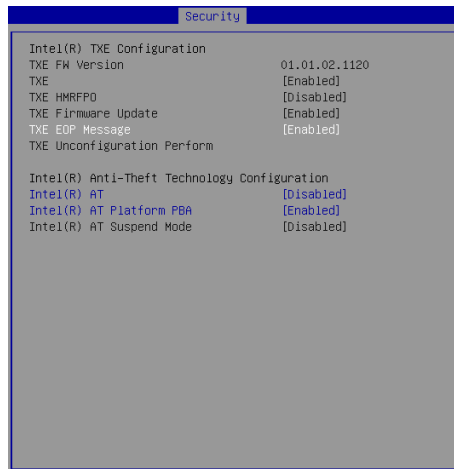 Security
Intel(R) TXE Configuration
TXE FW Version 01.01.02.1120
TXE [Enabled]
TXE HMRFPO [Disabled]
TXE Firmware Update [Enabled]
TXE EOP Message [Enabled]
TXE Unconfiguration Perform
Intel(R) Anti-Theft Technology Configuration
Intel(R) AT [Disabled]
Intel(R) AT Platform PBA [Enabled]
Intel(R) AT Suspend Mode [Disabled]